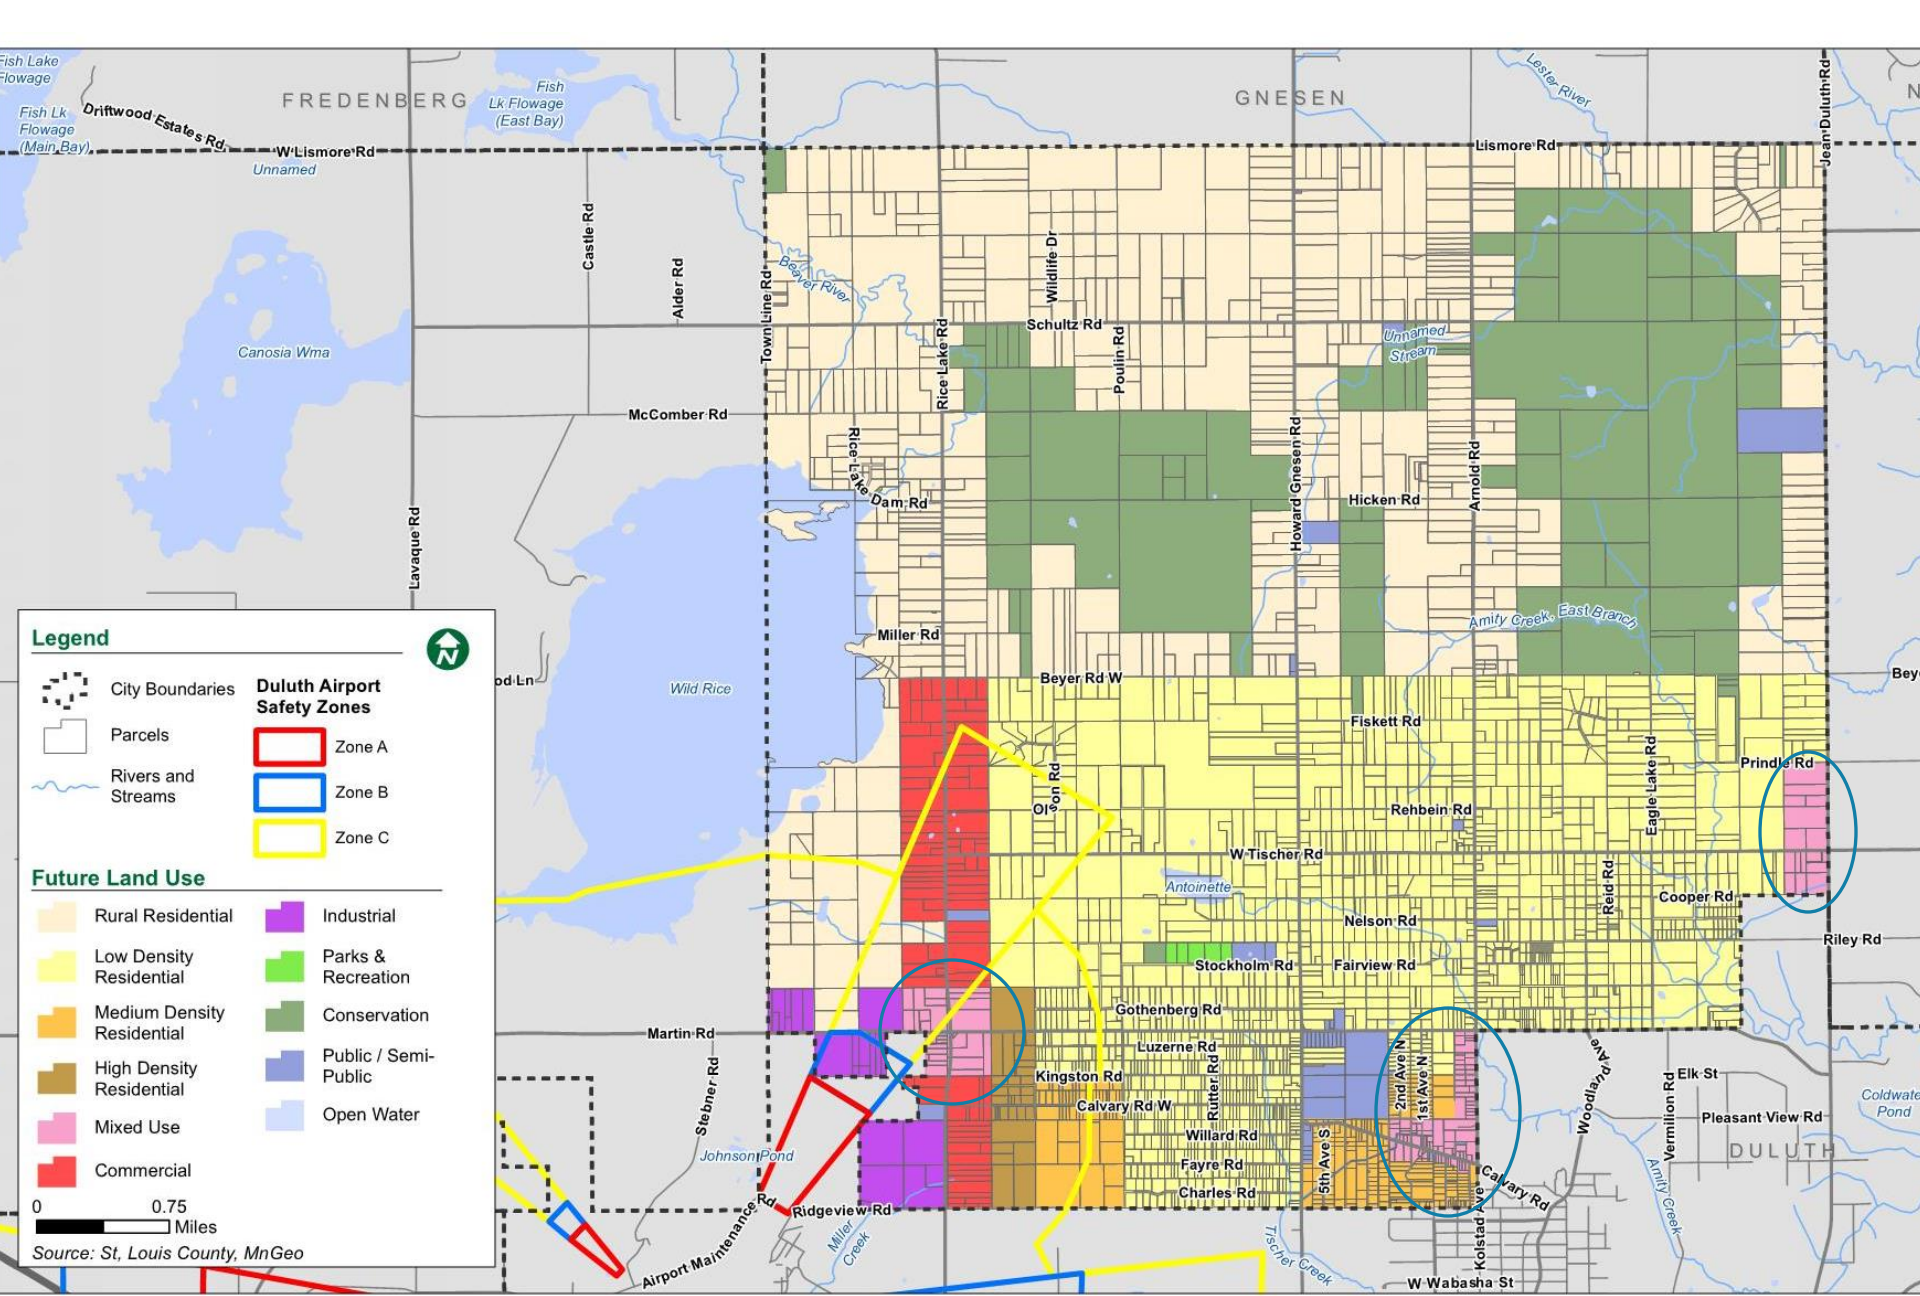 Fish Lake
Flowage
Fish Lk
Flowage
(Main Bay)
Driftwood Estates Rd
FREDENBERG
Fish
Lk Flowage
(East Bay)
GNESEN
Lester River
Jean Duluth Rd
N
W Lismore Rd
Unnamed
Lismore Rd
Castle Rd
Alder Rd
Town Line Rd
Beaver River
Wildlife Dr
Canosia Wma
Rice Lake Rd
Schultz Rd
Poulin Rd
Unnamed
Stream
McComber Rd
Rice Lake Dam Rd
Howard Gnesen Rd
Arnold Rd
Hicken Rd
Lavaque Rd
Miller Rd
Amity Creek, East Branch
od Ln
Wild Rice
Beyer Rd W
Bey
Fiskett Rd
Olson Rd
Eagle Lake Rd
Prindle Rd
Rehbein Rd
W Tischer Rd
Antoinette
Reid Rd
Cooper Rd
Nelson Rd
Riley Rd
Stockholm Rd
Fairview Rd
Martin Rd
Gothenberg Rd
Stebner Rd
Luzerne Rd
Rutter Rd
Kingston Rd
2nd Ave N
1st Ave N
Woodland Ave
Vermilion Rd
Elk St
Coldwate
Pond
Calvary Rd W
Pleasant View Rd
Willard Rd
DULUTH
Johnson Pond
5th Ave S
Fayre Rd
Calvary Rd
Charles Rd
Airport Maintenance Rd
Ridgeview Rd
Miller
Creek
Tischer Creek
Kolstad Ave
Amity Creek
W Wabasha St
Legend
N
City Boundaries
Parcels
Rivers and
Streams
Duluth Airport
Safety Zones
Zone A
Zone B
Zone C
Future Land Use
Rural Residential
Low Density
Residential
Medium Density
Residential
High Density
Residential
Mixed Use
Commercial
Industrial
Parks &
Recreation
Conservation
Public / Semi-
Public
Open Water
0 0.75
Miles
Source: St, Louis County, MnGeo